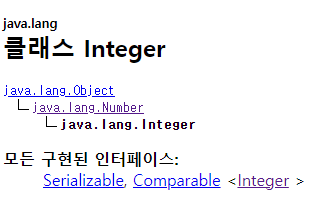 java.lang
클래스 Integer
java.lang.Object
java.lang.Number
java.lang.Integer
모든 구현된 인터페이스:
Serializable, Comparable <Integer >